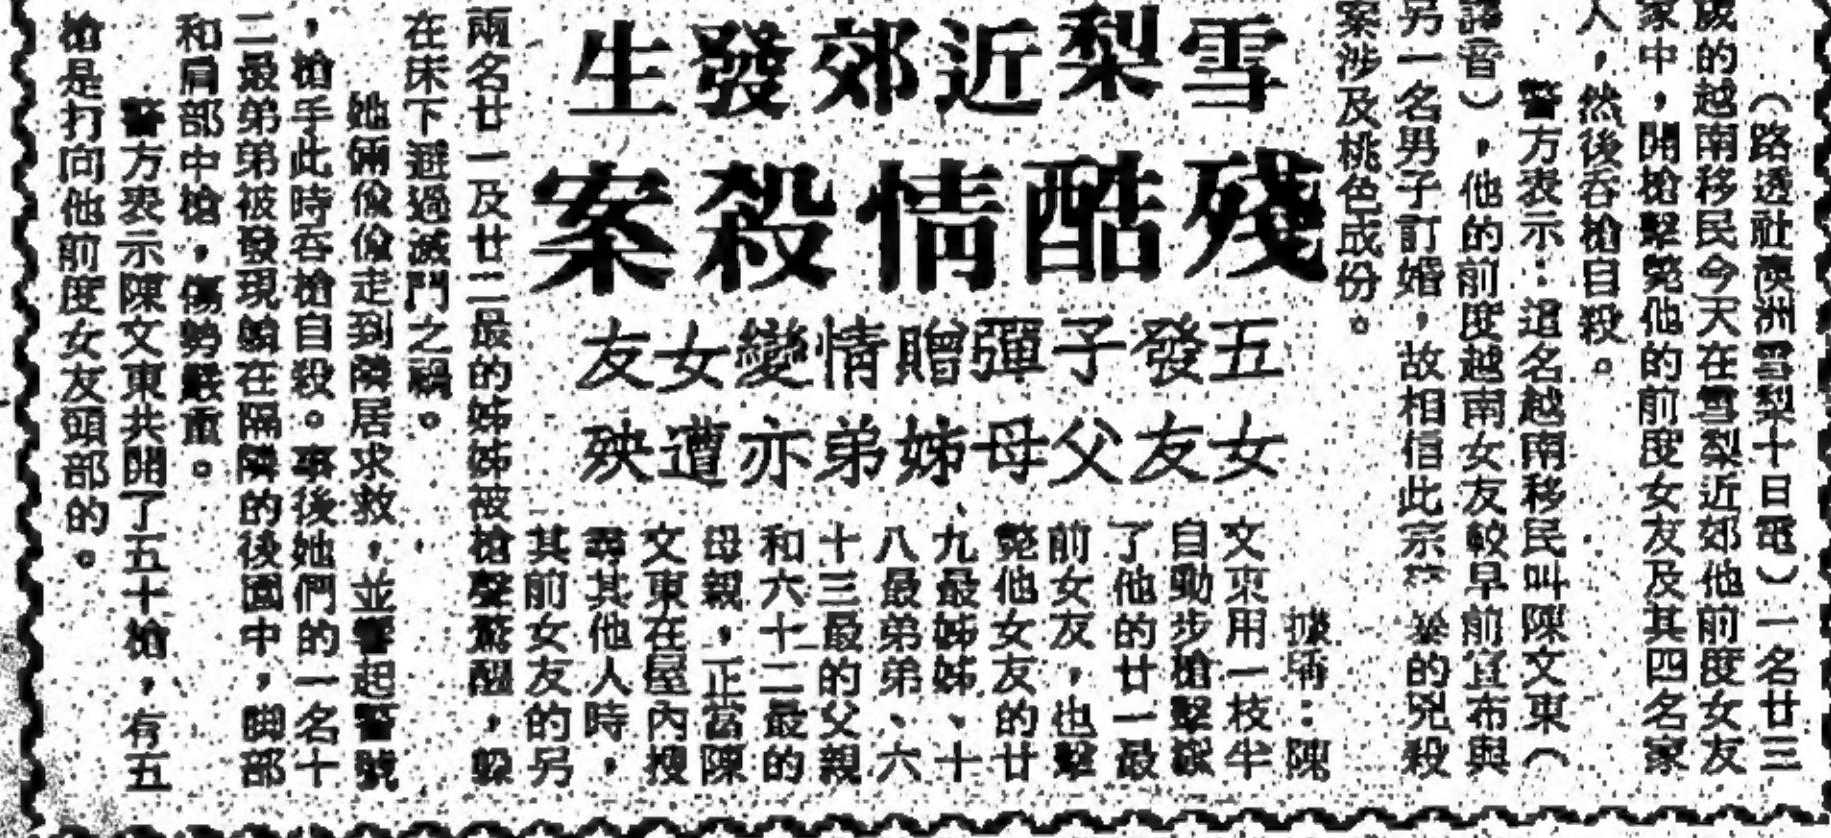 （路透社澳洲雪梨十日電）一名廿三
歲的越南移民今天在雪梨近郊他前度女友
家中，開槍擊斃他的前度女友及其四名家
人，然後吞槍自殺。
警方表示：這名越南移民叫陳文東（
譯音），他的前度越南女友較早前宣布與
另一名男子訂婚，故相信此宗暴的兇殺
案涉及桃色成份。
雪梨近郊發生
殘酷情殺案
五發子彈贈情變女友
女友父母姊弟亦遭殃
據稱：陳
文東用一枝半
自動步槍擊斃
了他的廿一歲
前女友，也擊
斃他女友的廿
九歲姊姊、十
八歲弟弟、六
十三歲的父親
和六十二歲的
母親，正當陳
文東在屋內搜
尋其他人時，
其前女友的另
兩名廿一及廿二歲的姊姊被槍聲驚醒，躲
在床下避過滅門之禍。
她倆偷偷走到隣居求救，並響起警號
，槍手此時吞槍自殺。事後她們的一名十
二歲弟弟被發現躺在隔隣的後園中，脚部
和肩部中槍，傷勢嚴重。
警方表示陳文東共開了五十槍，有五
槍是打向他前度女友頭部的。